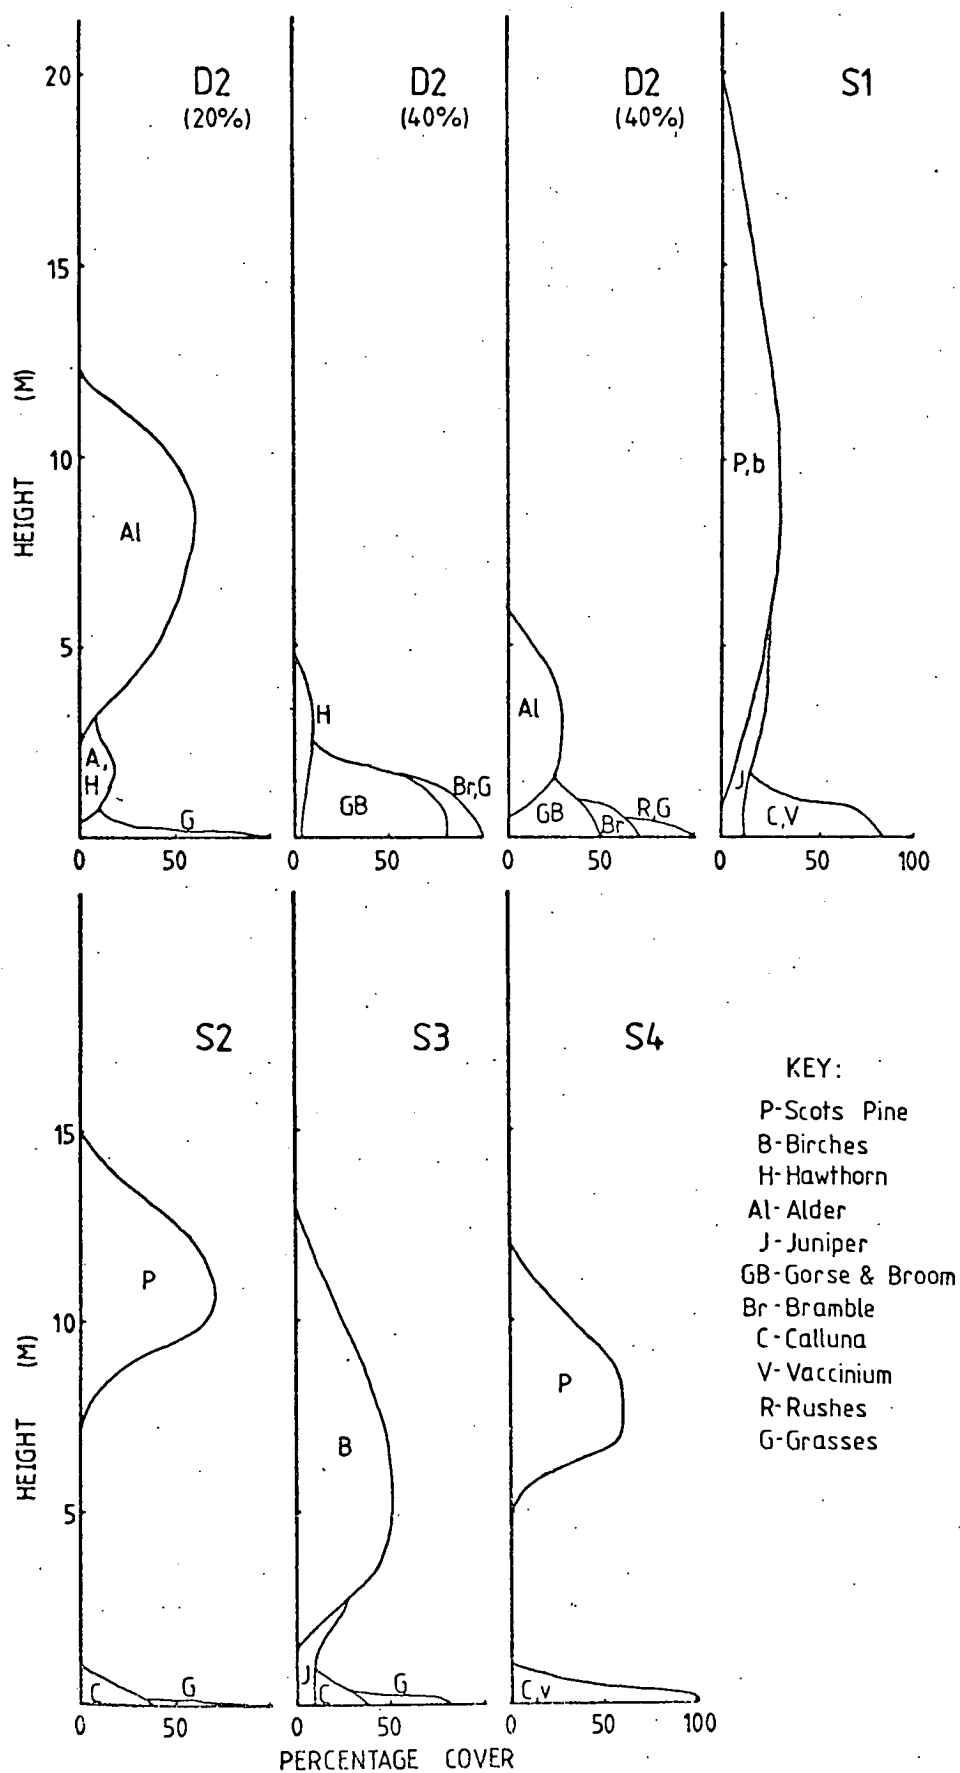 D2 D2 D2 S1
(20%) (40%) (40%)
20
15
10
5
HEIGHT (M)
Al
A,
H
G
H
GB
Br,G
Al
GB
Br
R,G
P,b
J
C,V
0 50 0 50 0 50 0 50 100
S2 S3 S4
15
10
5
HEIGHT (M)
P
C
G
B
J
C
G
P
C,v
0 50 0 50 0 50 100
PERCENTAGE COVER
KEY:
P-Scots Pine
B-Birches
H-Hawthorn
Al-Alder
J-Juniper
GB-Gorse & Broom
Br-Bramble
C-Calluna
V-Vaccinium
R-Rushes
G-Grasses